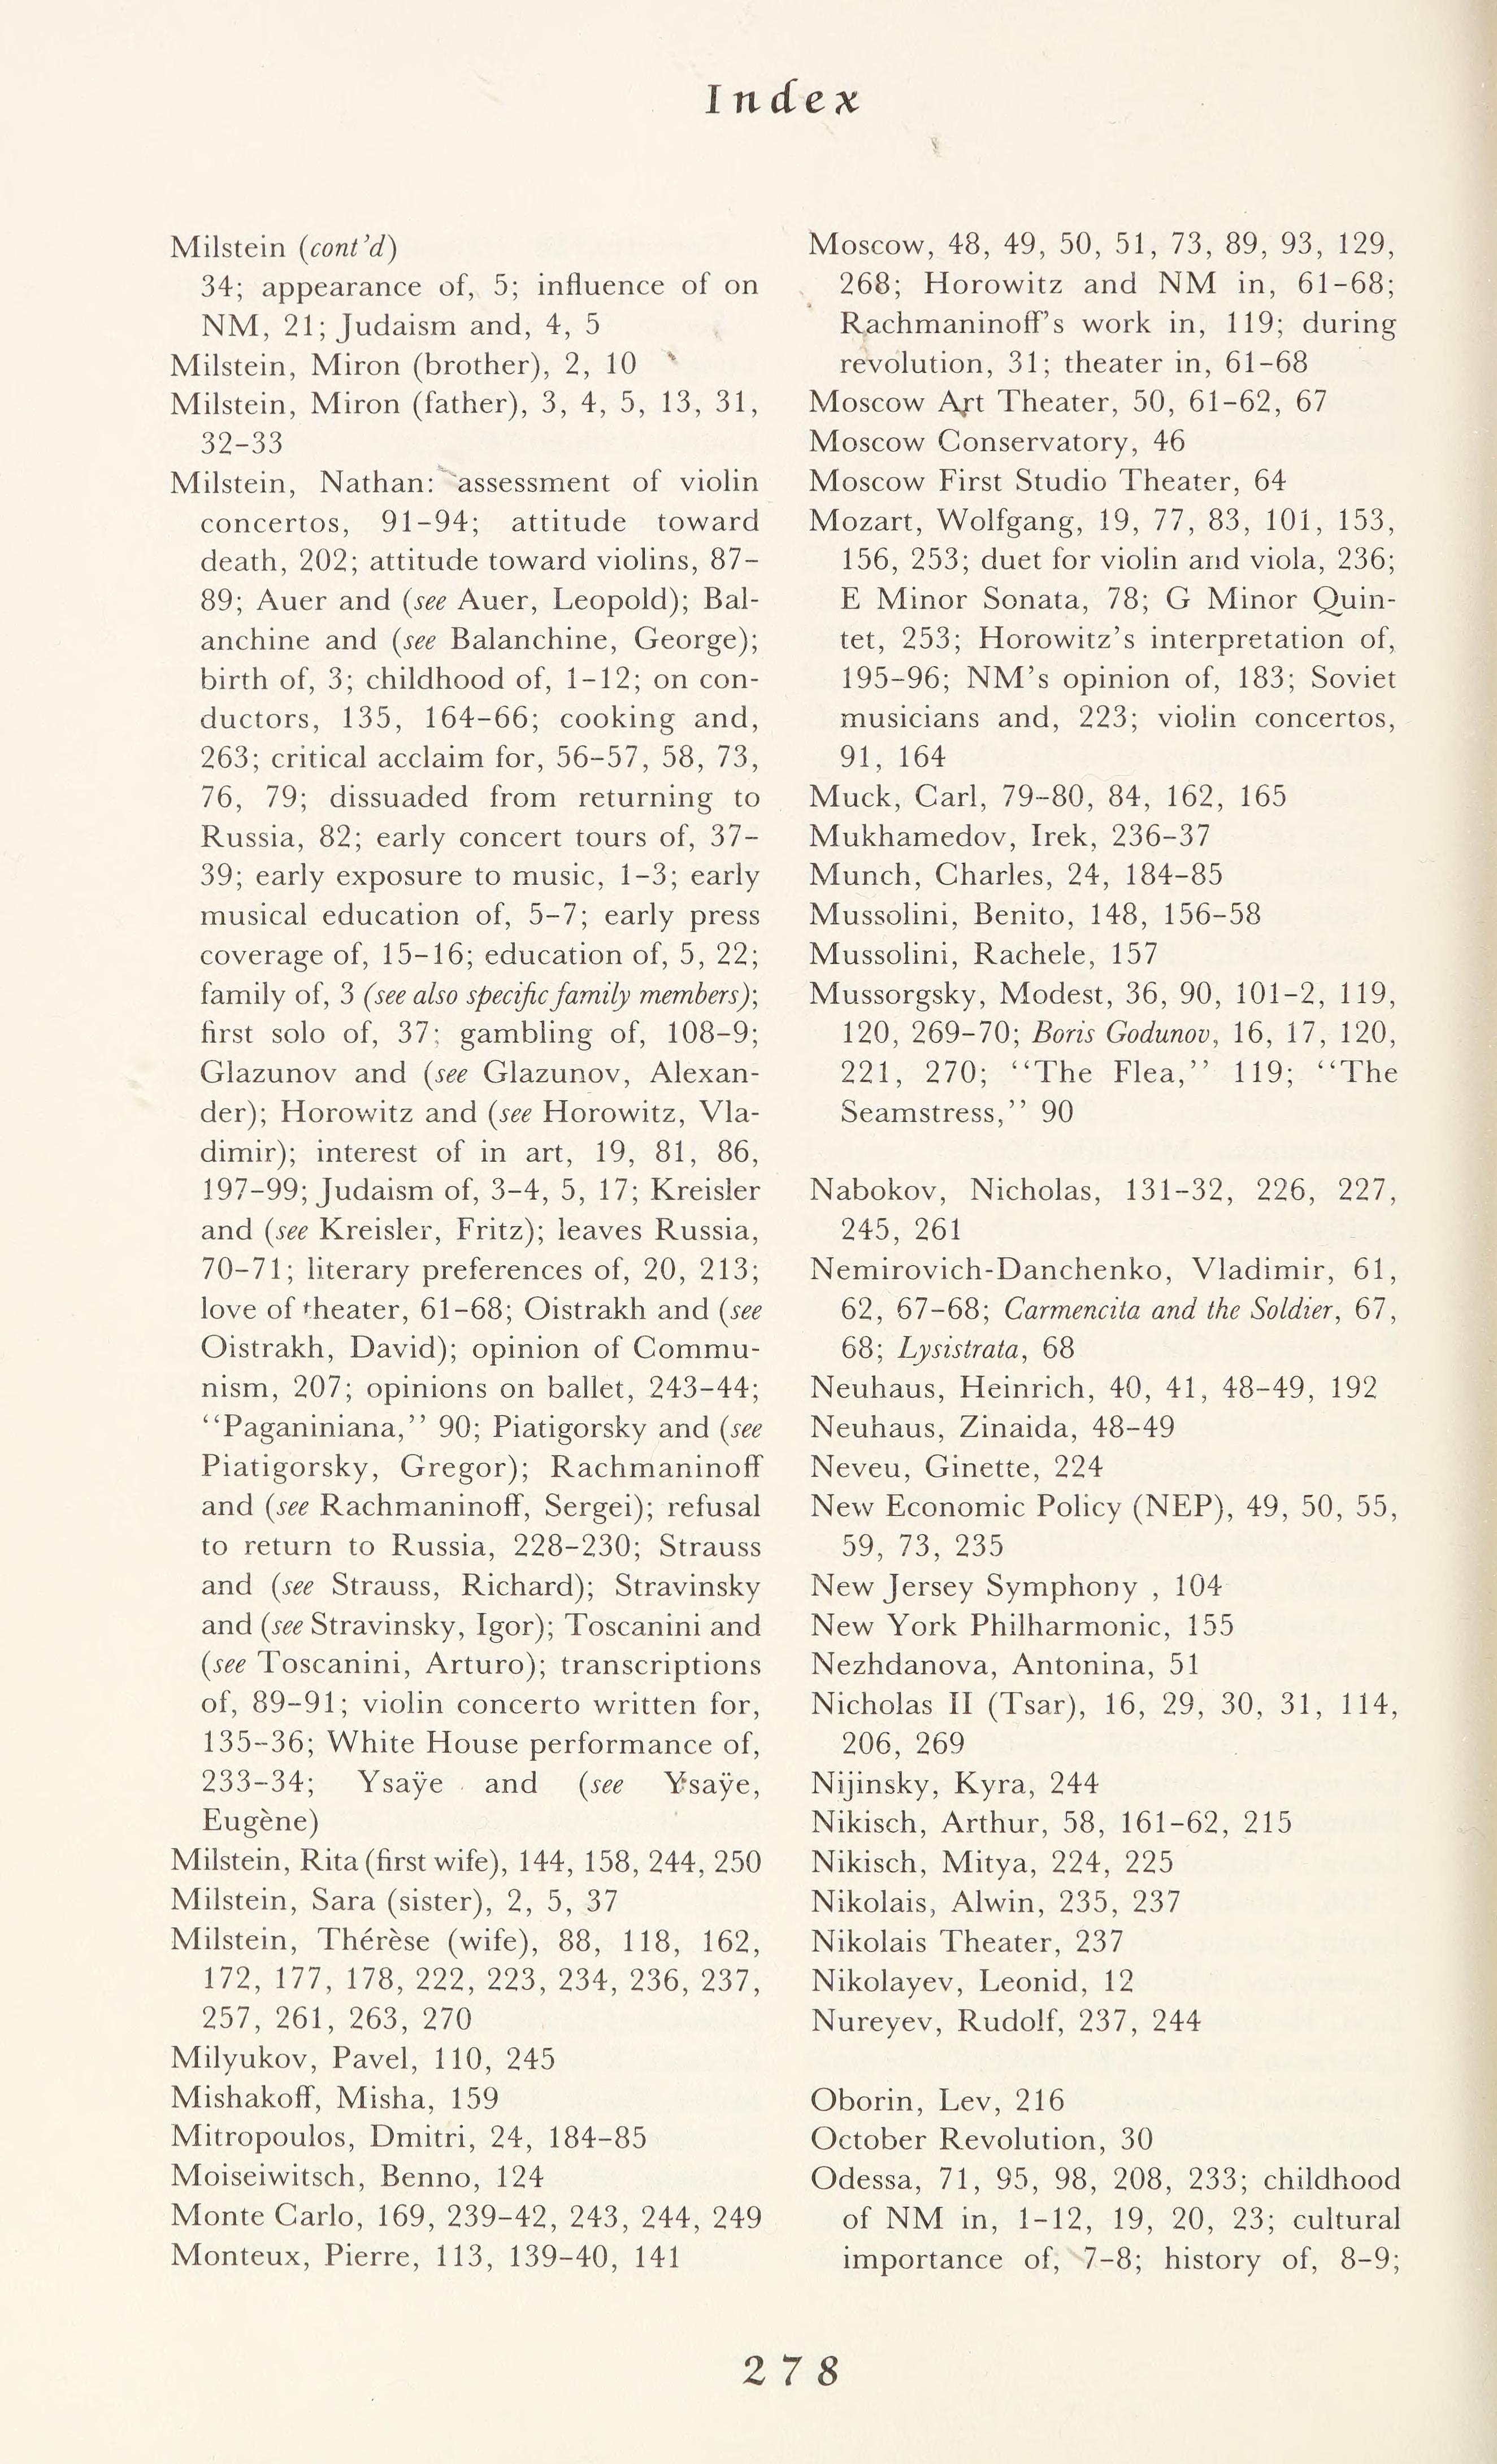 Index
Milstein (cont'd)
34; appearance of, 5; influence of on
NM, 21; Judaism and, 4, 5
Milstein, Miron (brother), 2, 10
Milstein, Miron (father), 3, 4, 5, 13, 31,
32–33
Milstein, Nathan: assessment of violin
concertos, 91–94; attitude toward
death, 202; attitude toward violins, 87–
89; Auer and (see Auer, Leopold); Bal-
anchine and (see Balanchine, George);
birth of, 3; childhood of, 1–12; on con-
ductors, 135, 164–66; cooking and,
263; critical acclaim for, 56–57, 58, 73,
76, 79; dissuaded from returning to
Russia, 82; early concert tours of, 37–
39; early exposure to music, 1–3; early
musical education of, 5–7; early press
coverage of, 15–16; education of, 5, 22;
family of, 3 (see also specific family members);
first solo of, 37; gambling of, 108–9;
Glazunov and (see Glazunov, Alexan-
der); Horowitz and (see Horowitz, Vla-
dimir); interest of in art, 19, 81, 86,
197–99; Judaism of, 3–4, 5, 17; Kreisler
and (see Kreisler, Fritz); leaves Russia,
70–71; literary preferences of, 20, 213;
love of theater, 61–68; Oistrakh and (see
Oistrakh, David); opinion of Commu-
nism, 207; opinions on ballet, 243–44;
‘‘Paganiniana,’’ 90; Piatigorsky and (see
Piatigorsky, Gregor); Rachmaninoff
and (see Rachmaninoff, Sergei); refusal
to return to Russia, 228–230; Strauss
and (see Strauss, Richard); Stravinsky
and (see Stravinsky, Igor); Toscanini and
(see Toscanini, Arturo); transcriptions
of, 89–91; violin concerto written for,
135–36; White House performance of,
233–34; Ysaÿe and (see Ysaÿe,
Eugène)
Milstein, Rita (first wife), 144, 158, 244, 250
Milstein, Sara (sister), 2, 5, 37
Milstein, Thérèse (wife), 88, 118, 162,
172, 177, 178, 222, 223, 234, 236, 237,
257, 261, 263, 270
Milyukov, Pavel, 110, 245
Mishakoff, Misha, 159
Mitropoulos, Dmitri, 24, 184–85
Moiseiwitsch, Benno, 124
Monte Carlo, 169, 239–42, 243, 244, 249
Monteux, Pierre, 113, 139–40, 141
Moscow, 48, 49, 50, 51, 73, 89, 93, 129,
268; Horowitz and NM in, 61–68;
Rachmaninoff's work in, 119; during
revolution, 31; theater in, 61–68
Moscow Art Theater, 50, 61–62, 67
Moscow Conservatory, 46
Moscow First Studio Theater, 64
Mozart, Wolfgang, 19, 77, 83, 101, 153,
156, 253; duet for violin and viola, 236;
E Minor Sonata, 78; G Minor Quin-
tet, 253; Horowitz's interpretation of,
195–96; NM's opinion of, 183; Soviet
musicians and, 223; violin concertos,
91, 164
Muck, Carl, 79–80, 84, 162, 165
Mukhamedov, Irek, 236–37
Munch, Charles, 24, 184–85
Mussolini, Benito, 148, 156–58
Mussolini, Rachele, 157
Mussorgsky, Modest, 36, 90, 101–2, 119,
120, 269–70; Boris Godunov, 16, 17, 120,
221, 270; ‘‘The Flea,’’ 119; ‘‘The
Seamstress,’’ 90
Nabokov, Nicholas, 131–32, 226, 227,
245, 261
Nemirovich-Danchenko, Vladimir, 61,
62, 67–68; Carmencita and the Soldier, 67,
68; Lysistrata, 68
Neuhaus, Heinrich, 40, 41, 48–49, 192
Neuhaus, Zinaida, 48–49
Neveu, Ginette, 224
New Economic Policy (NEP), 49, 50, 55,
59, 73, 235
New Jersey Symphony , 104
New York Philharmonic, 155
Nezhdanova, Antonina, 51
Nicholas II (Tsar), 16, 29, 30, 31, 114,
206, 269
Nijinsky, Kyra, 244
Nikisch, Arthur, 58, 161–62, 215
Nikisch, Mitya, 224, 225
Nikolais, Alwin, 235, 237
Nikolais Theater, 237
Nikolayev, Leonid, 12
Nureyev, Rudolf, 237, 244
Oborin, Lev, 216
October Revolution, 30
Odessa, 71, 95, 98, 208, 233; childhood
of NM in, 1–12, 19, 20, 23; cultural
importance of, 7–8; history of, 8–9;
278